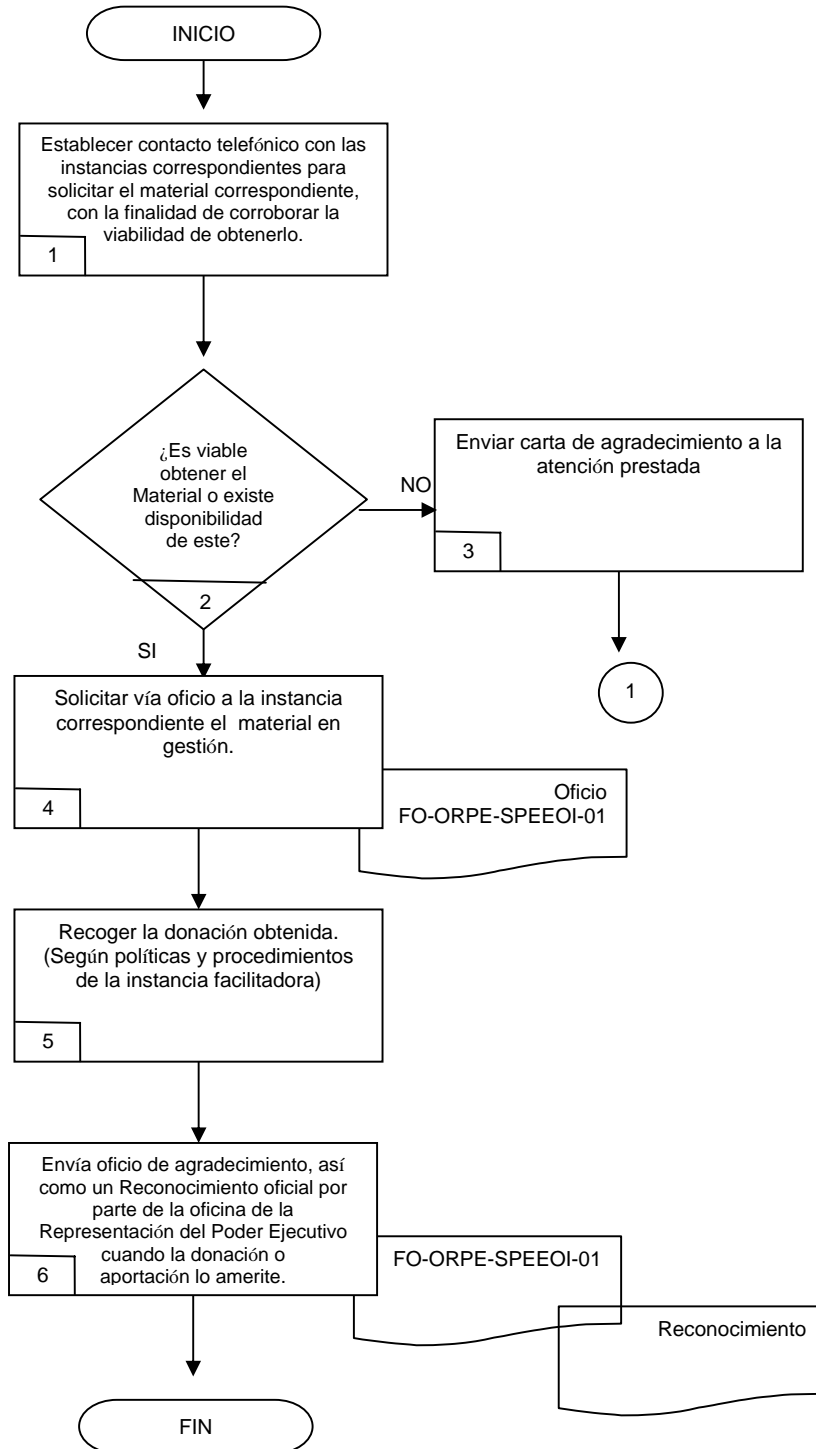 INICIO
Establecer contacto telefónico con las
instancias correspondientes para
solicitar el material correspondiente,
con la finalidad de corroborar la
viabilidad de obtenerlo.
1
¿Es viable
obtener el
Material o existe
disponibilidad
de este?
2
NO
Enviar carta de agradecimiento a la
atención prestada
3
1
SI
Solicitar vía oficio a la instancia
correspondiente el material en
gestión.
4
Oficio
FO-ORPE-SPEEOI-01
Recoger la donación obtenida.
(Según políticas y procedimientos
de la instancia facilitadora)
5
Envía oficio de agradecimiento, así
como un Reconocimiento oficial por
parte de la oficina de la
Representación del Poder Ejecutivo
cuando la donación o
aportación lo amerite.
6
FO-ORPE-SPEEOI-01
Reconocimiento
FIN